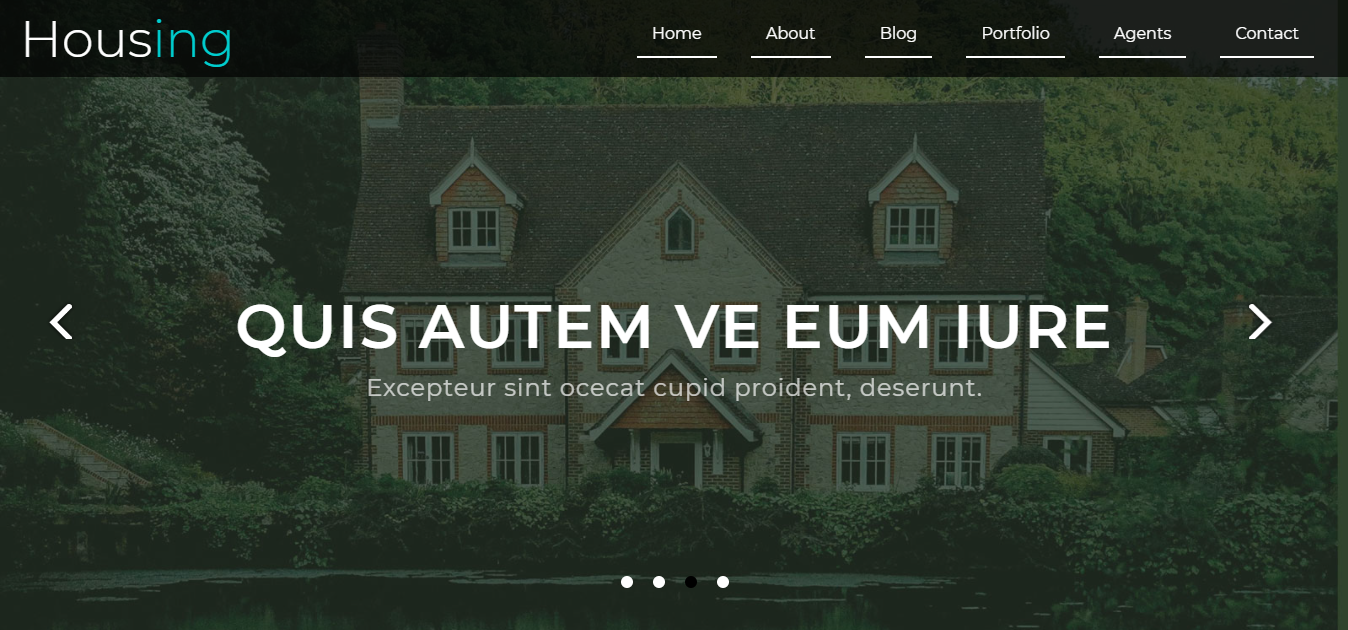 Housing
Home About Blog Portfolio Agents Contact
QUIS AUTEM VE EUM IURE
Excepteur sint ocecat cupid proident, deserunt.